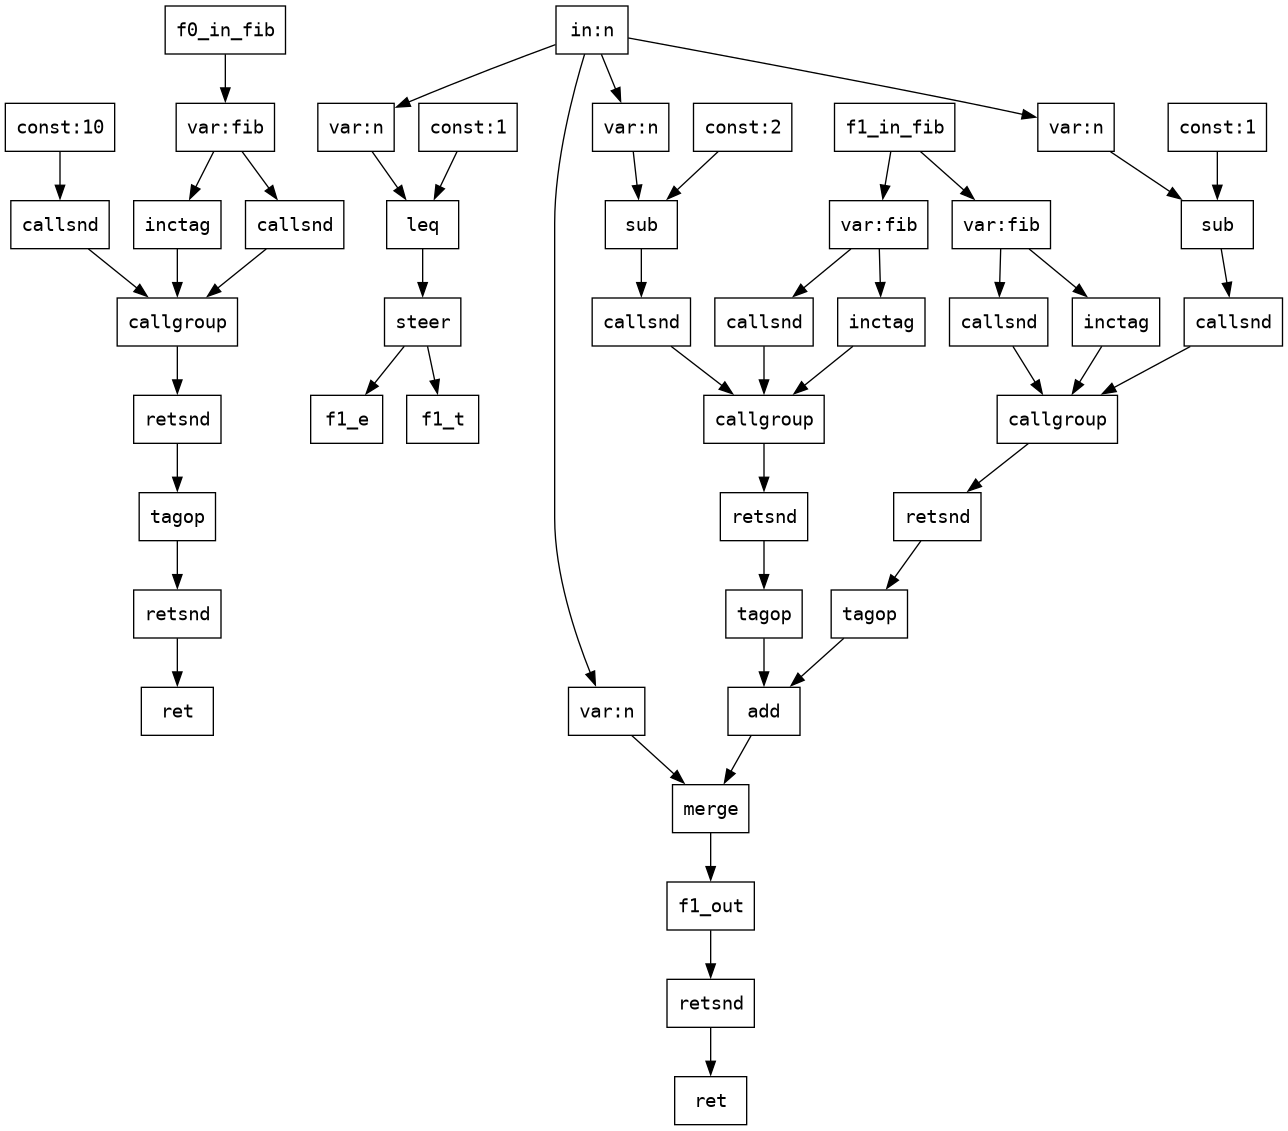 f0_in_fib
in:n
const:10
var:fib
var:n
const:1
var:n
const:2
f1_in_fib
var:n
const:1
callsnd
inctag
callsnd
leq
sub
var:fib
var:fib
sub
callgroup
steer
callsnd
callsnd
inctag
callsnd
inctag
callsnd
retsnd
f1_e
f1_t
callgroup
callgroup
tagop
retsnd
retsnd
retsnd
tagop
tagop
ret
var:n
add
merge
f1_out
retsnd
ret